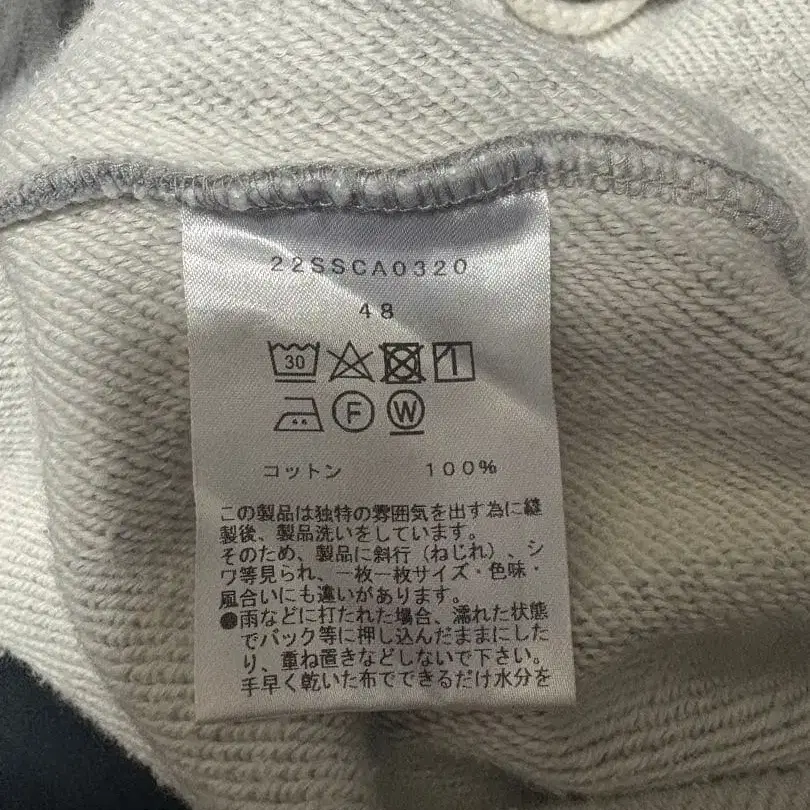 22SSCA0320
48
30
F W
コットン 100%
この製品は独特の雰囲気を出す為に縫
製後、製品洗いをしています。
そのため、製品に斜行（ねじれ）、シ
ワ等見られ、一枚一枚サイズ・色味・
風合いにも違いがあります。
●雨などに打たれた場合、濡れた状態
でバック等に押し込んだままにした
り、重ね置きなどしないで下さい。
手早く乾いた布でできるだけ水分を